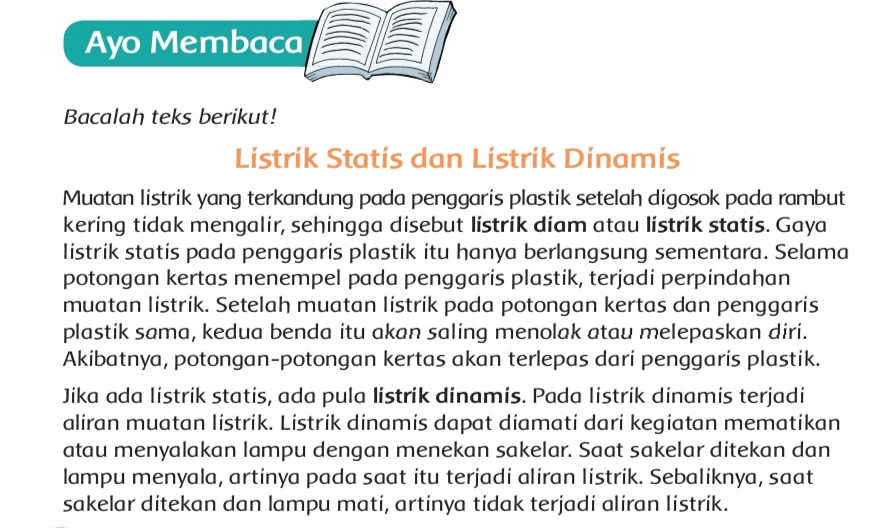 Ayo Membaca
Bacalah teks berikut!
Listrik Statis dan Listrik Dinamis
Muatan listrik yang terkandung pada penggaris plastik setelah digosok pada rambut
kering tidak mengalir, sehingga disebut listrik diam atau listrik statis. Gaya
listrik statis pada penggaris plastik itu hanya berlangsung sementara. Selama
potongan kertas menempel pada penggaris plastik, terjadi perpindahan
muatan listrik. Setelah muatan listrik pada potongan kertas dan penggaris
plastik sama, kedua benda itu akan saling menolak atau melepaskan diri.
Akibatnya, potongan-potongan kertas akan terlepas dari penggaris plastik.
Jika ada listrik statis, ada pula listrik dinamis. Pada listrik dinamis terjadi
aliran muatan listrik. Listrik dinamis dapat diamati dari kegiatan mematikan
atau menyalakan lampu dengan menekan sakelar. Saat sakelar ditekan dan
lampu menyala, artinya pada saat itu terjadi aliran listrik. Sebaliknya, saat
sakelar ditekan dan lampu mati, artinya tidak terjadi aliran listrik.